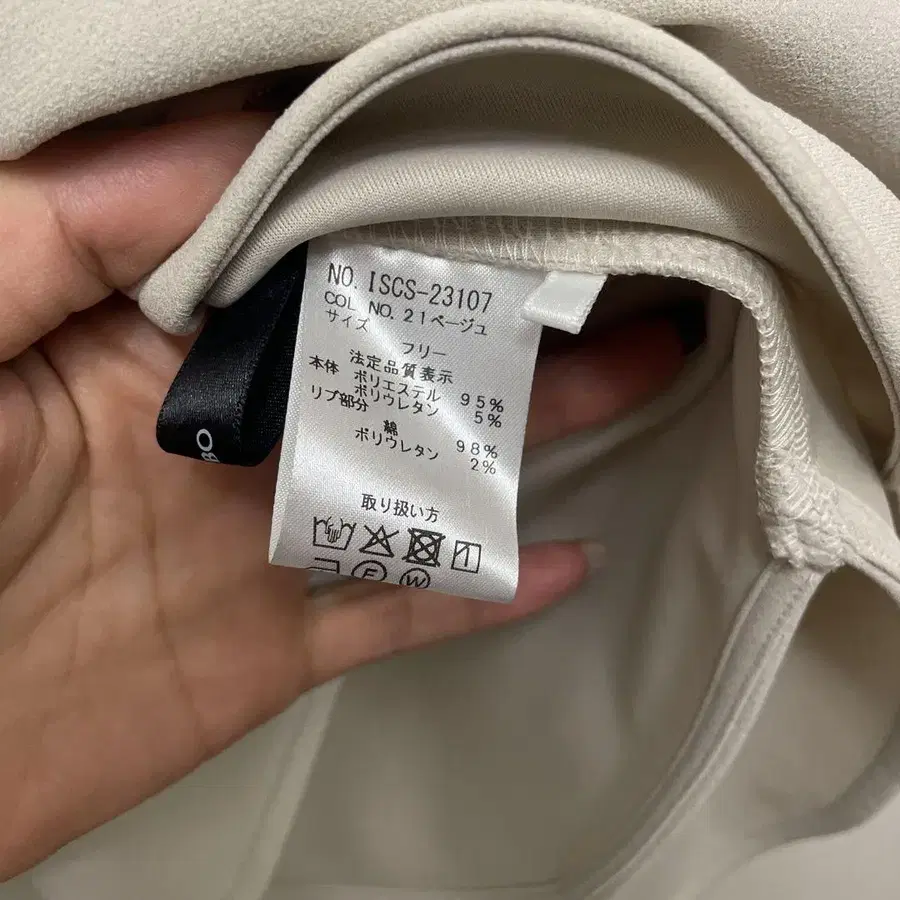 NO. ISCS-23107
COL NO. 21ベージュ
サイズ
フリー
法定品質表示
本体 ポリエステル 95%
ポリウレタン 5%
リブ部分
綿 98%
ポリウレタン 2%
取り扱い方
F W
BO